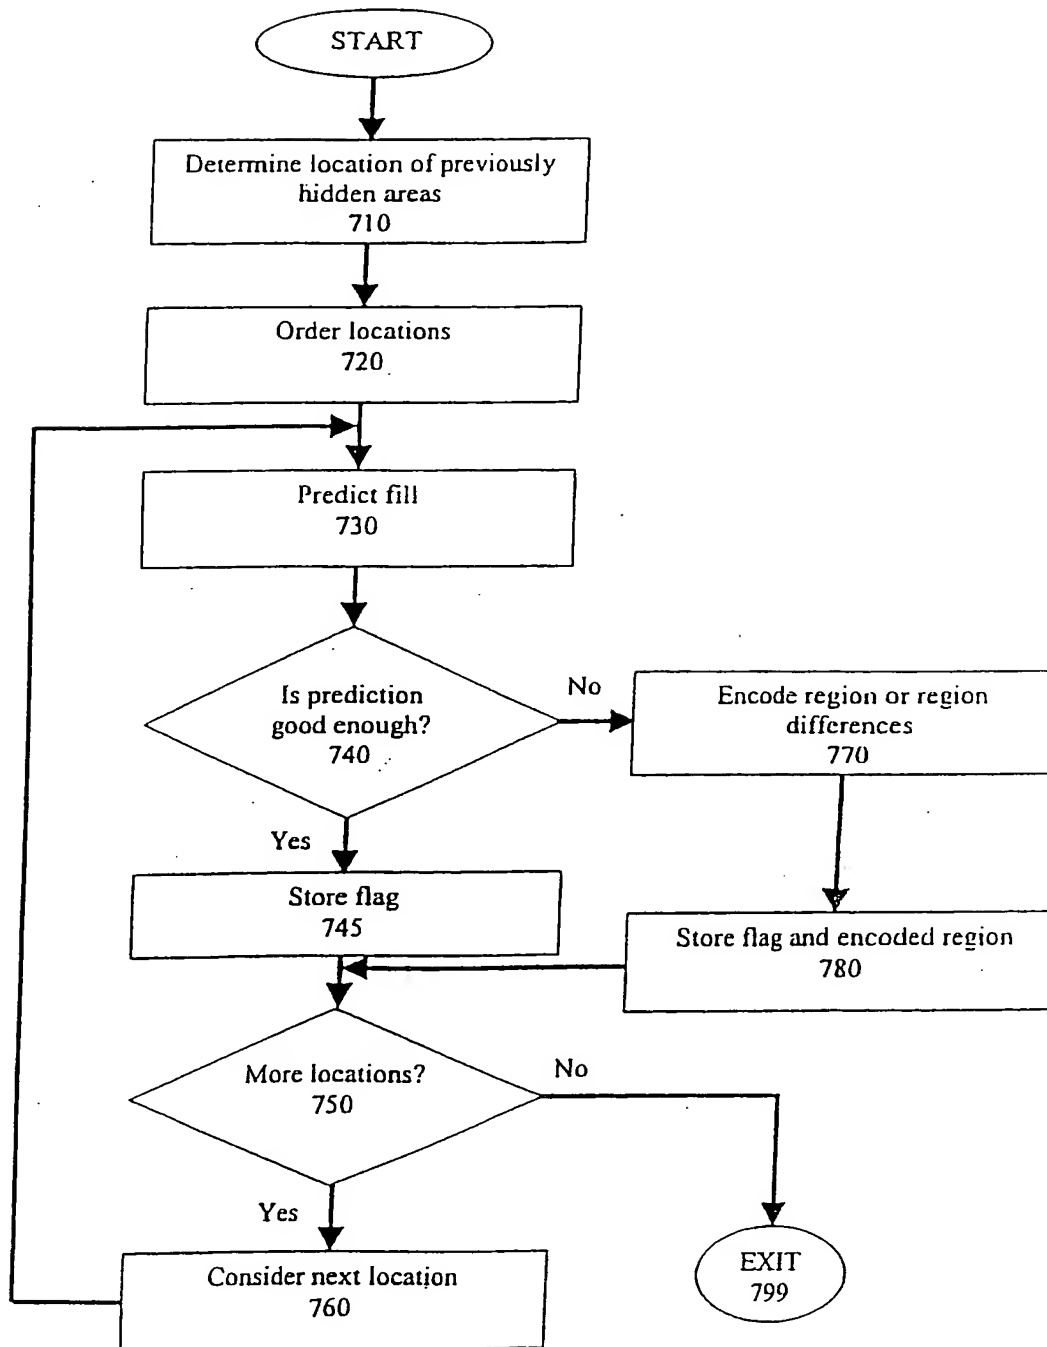 START
Determine location of previously
hidden areas
710
Order locations
720
Predict fill
730
Is prediction
good enough?
740
No
Encode region or region
differences
770
Yes
Store flag
745
Store flag and encoded region
780
More locations?
750
No
Yes
Consider next location
760
EXIT
799